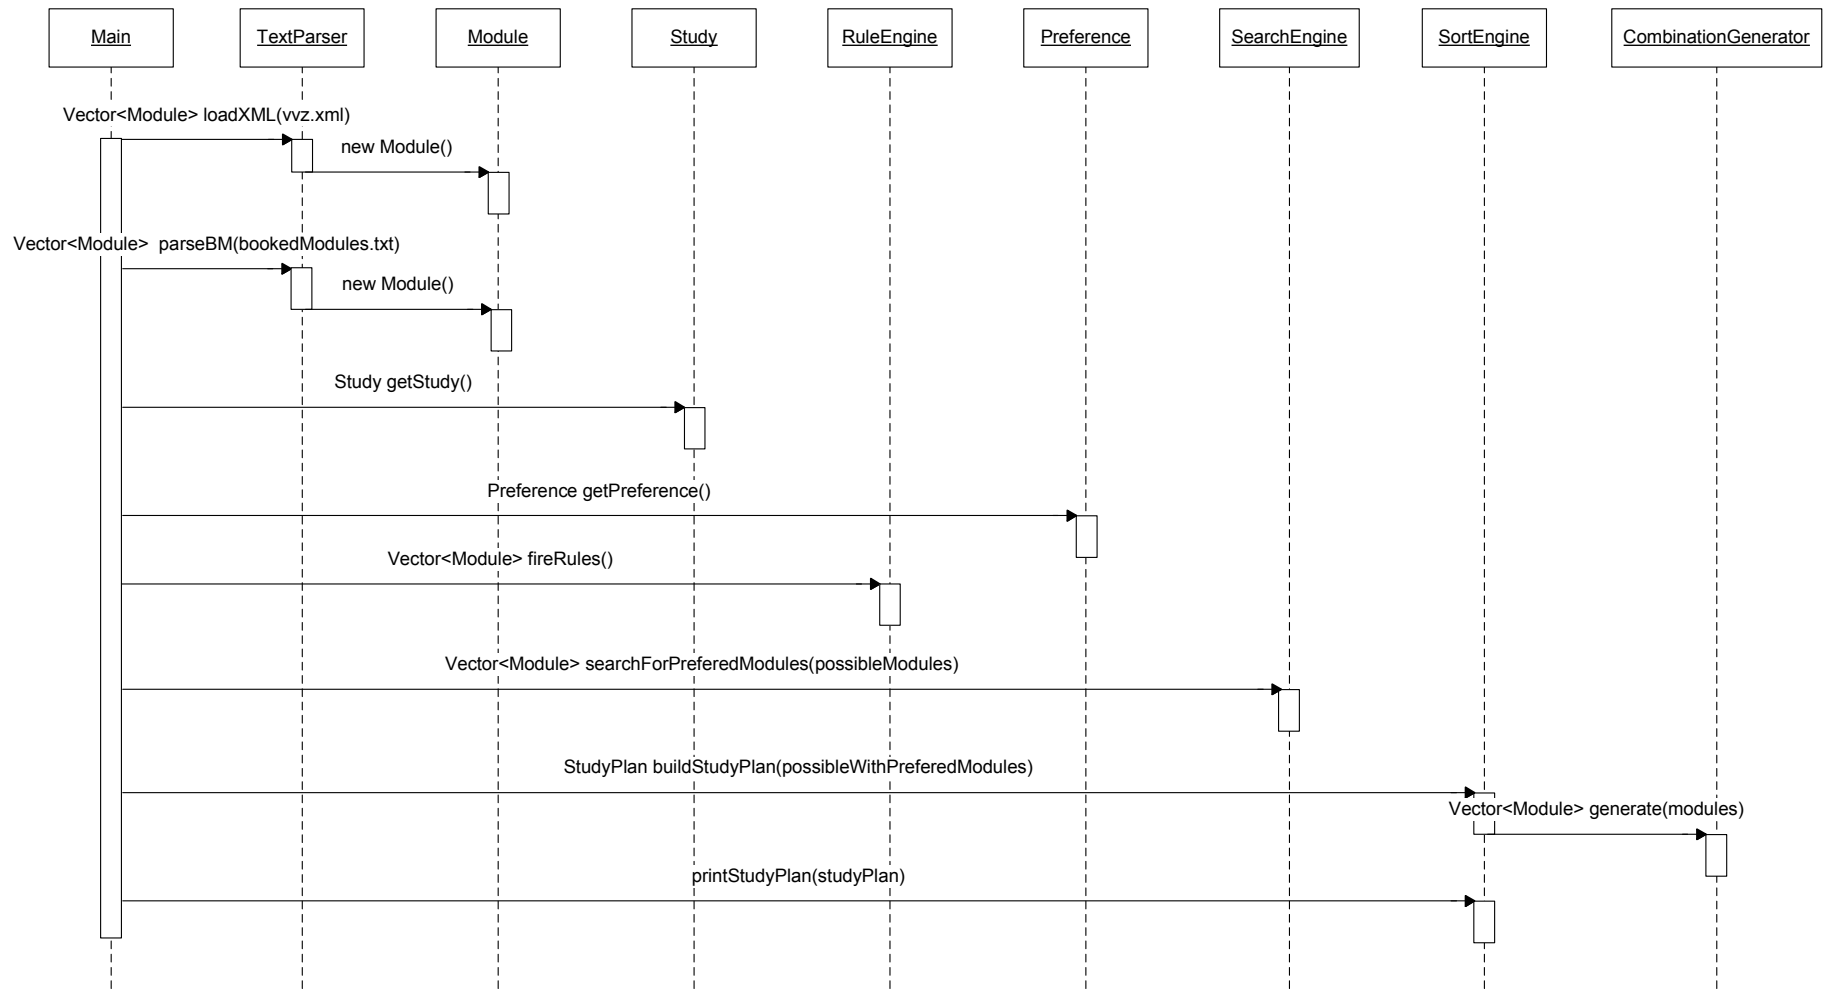 Main
TextParser
Module
Study
RuleEngine
Preference
SearchEngine
SortEngine
CombinationGenerator
Vector<Module> loadXML(vvz.xml)
new Module()
Vector<Module> parseBM(bookedModules.txt)
new Module()
Study getStudy()
Preference getPreference()
Vector<Module> fireRules()
Vector<Module> searchForPreferedModules(possibleModules)
StudyPlan buildStudyPlan(possibleWithPreferedModules)
Vector<Module> generate(modules)
printStudyPlan(studyPlan)